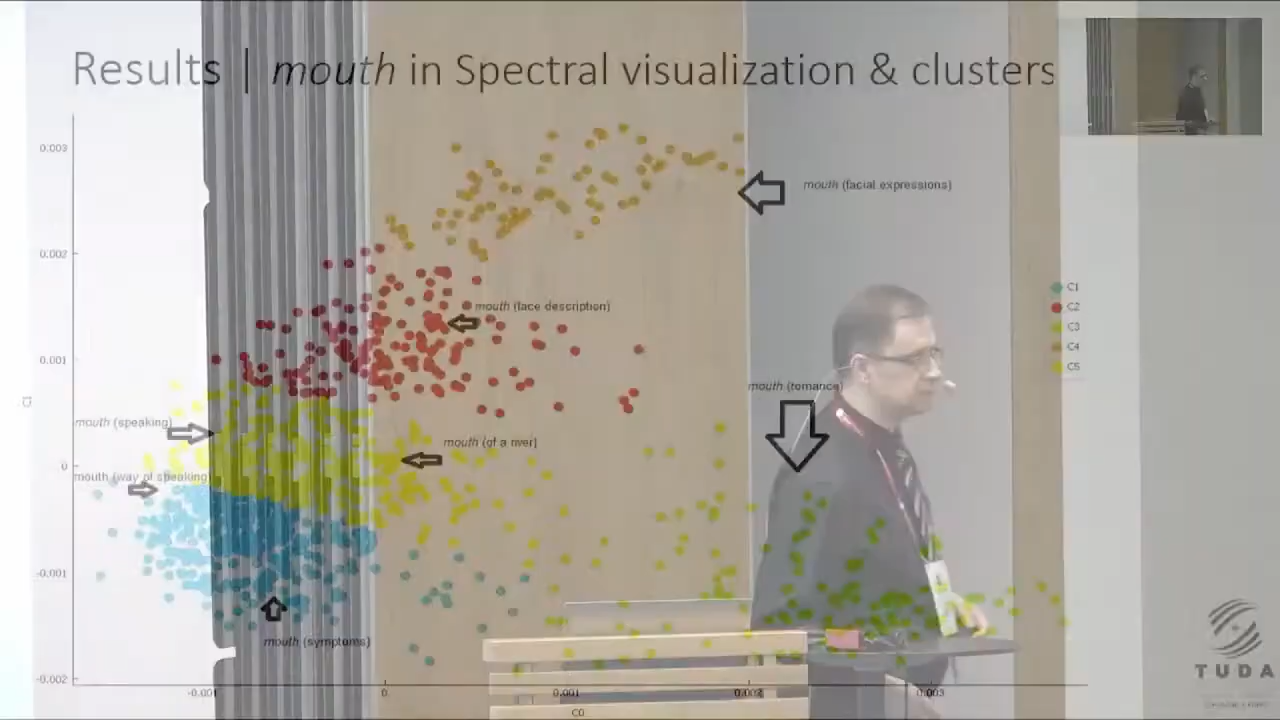 Results | mouth in Spectral visualization & clusters
0.003
mouth (facial expressions)
0.002
mouth (face description)
C1
C2
C3
C4
C5
0.001
mouth (romance)
mouth (speaking)
mouth (of a river)
0
mouth (way of speaking)
-0.001
mouth (symptoms)
-0.002
-0.001
0
0.001
0.002
0.003
C0
TUDA